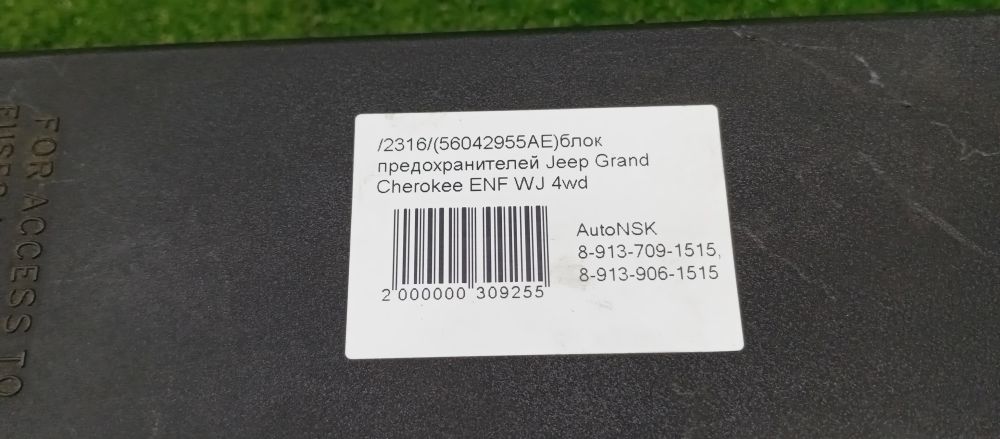 /2316/(56042955AE)блок
предохранителей Jeep Grand
Cherokee ENF WJ 4wd
AutoNSK
8-913-709-1515,
8-913-906-1515
2 000000 309255
FOR ACCESS TO